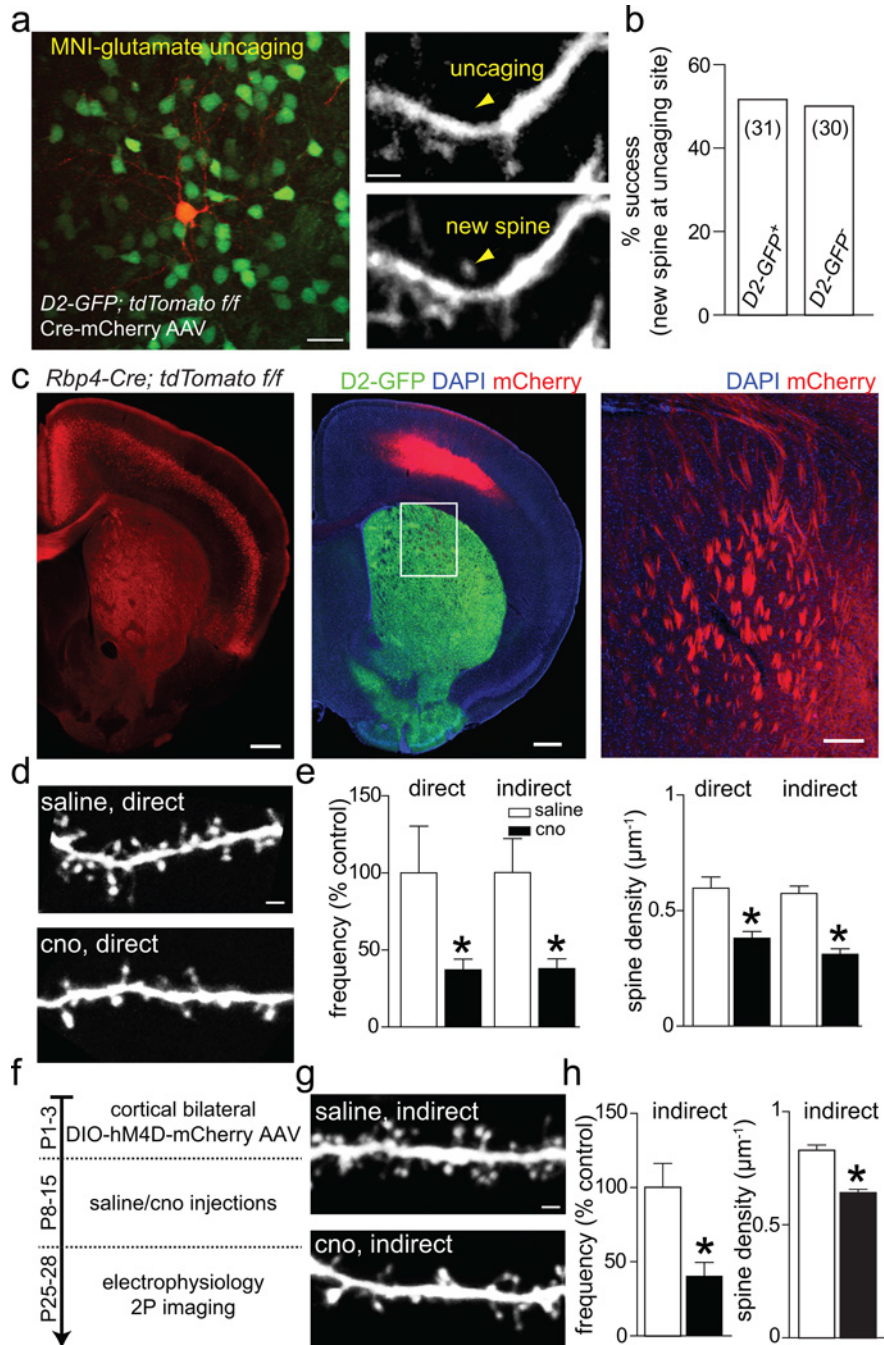 a
MNI-glutamate uncaging
D2-GFP; tdTomato f/f
Cre-mCherry AAV
uncaging
new spine
b
% success
(new spine at uncaging site)
60
40
20
0
(31)
(30)
D2-GFP+
D2-GFP-
c
Rbp4-Cre; tdTomato f/f
D2-GFP DAPI mCherry
DAPI mCherry
d
saline, direct
cno, direct
e
frequency (% control)
150
100
50
0
direct
indirect
saline
cno
spine density (µm-1)
1
0.5
0
direct
indirect
*
*
*
*
f
P1-3
cortical bilateral
DIO-hM4D-mCherry AAV
P8-15
saline/cno injections
P25-28
electrophysiology
2P imaging
g
saline, indirect
cno, indirect
h
frequency (% control)
150
100
50
0
indirect
*
spine density (µm-1)
1
0.5
0
indirect
*